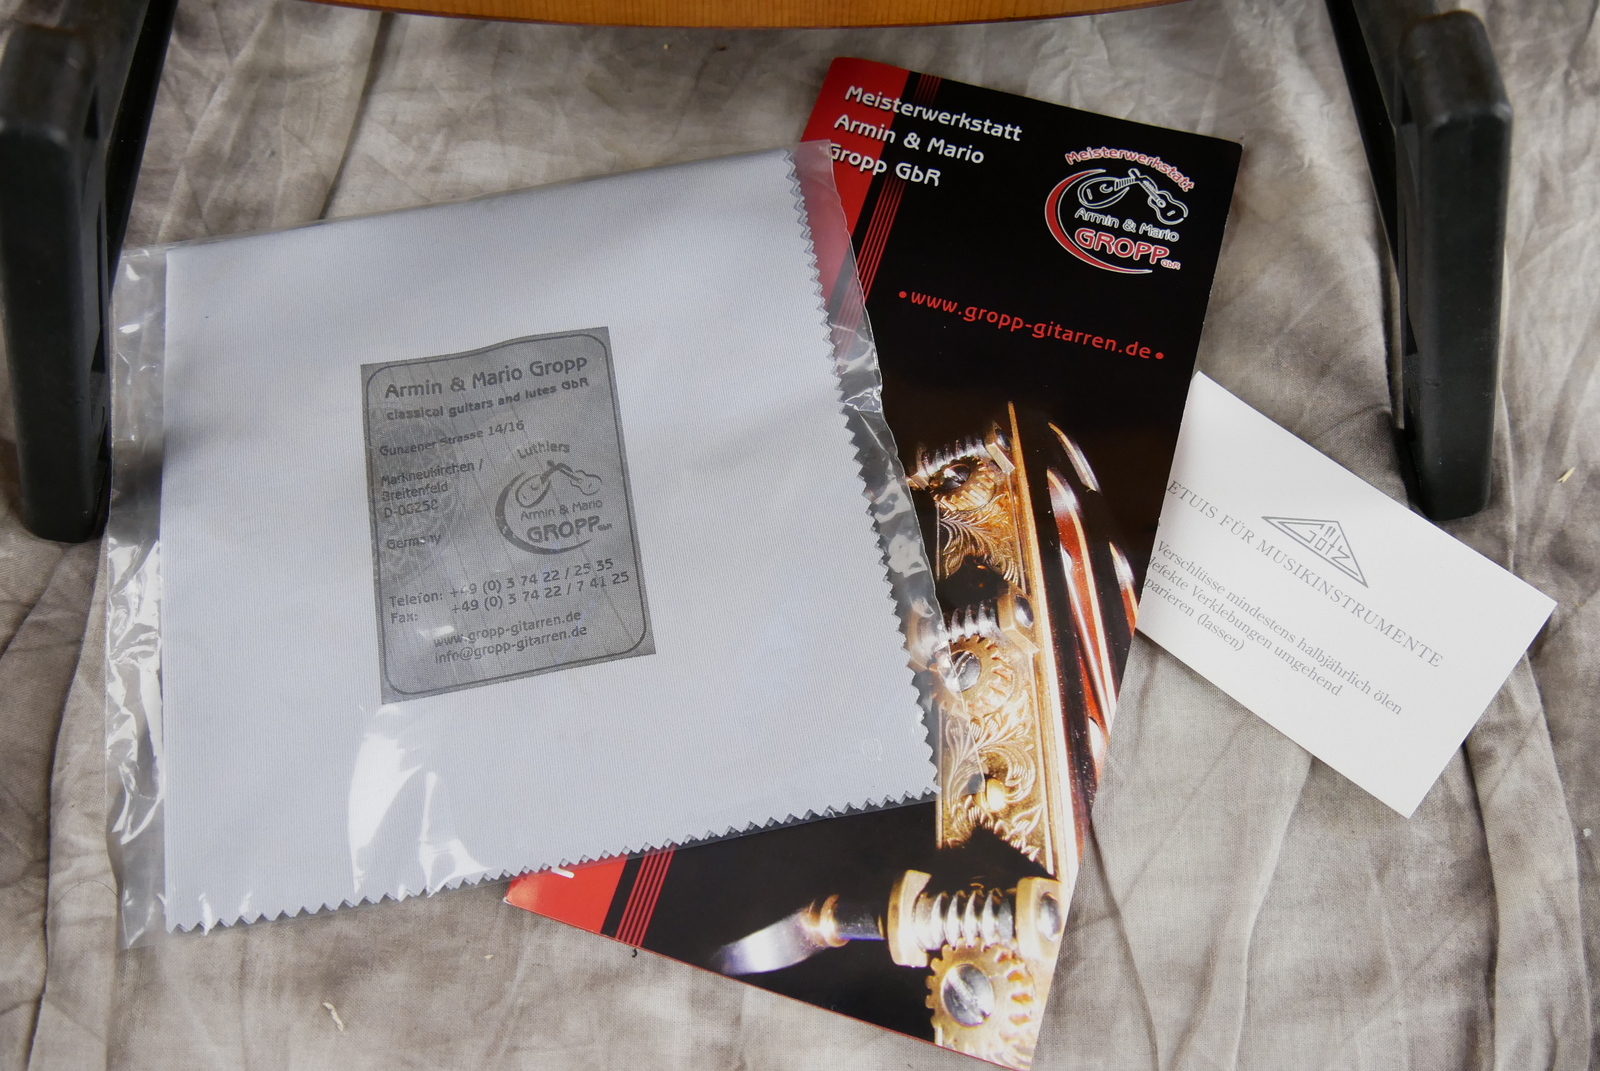 Armin & Mario Gropp
classical guitars and lutes GbR
Gunzener Strasse 14/16
Markneukirchen /
Breitenfeld
D-08258
Germany
Luthiers
Armin & Mario
GROPP GbR
Telefon: +49 (0) 3 74 22 / 25 35
Fax: +49 (0) 3 74 22 / 7 41 25
www.gropp-gitarren.de
info@gropp-gitarren.de
Meisterwerkstatt
Armin & Mario
Gropp GbR
Meisterwerkstatt
Armin & Mario
GROPP GbR
•www.gropp-gitarren.de•
Götz
ETUIS FÜR MUSIKINSTRUMENTE
Verschlüsse mindestens halbjährlich ölen
defekte Verklebungen umgehend
parieren (lassen)